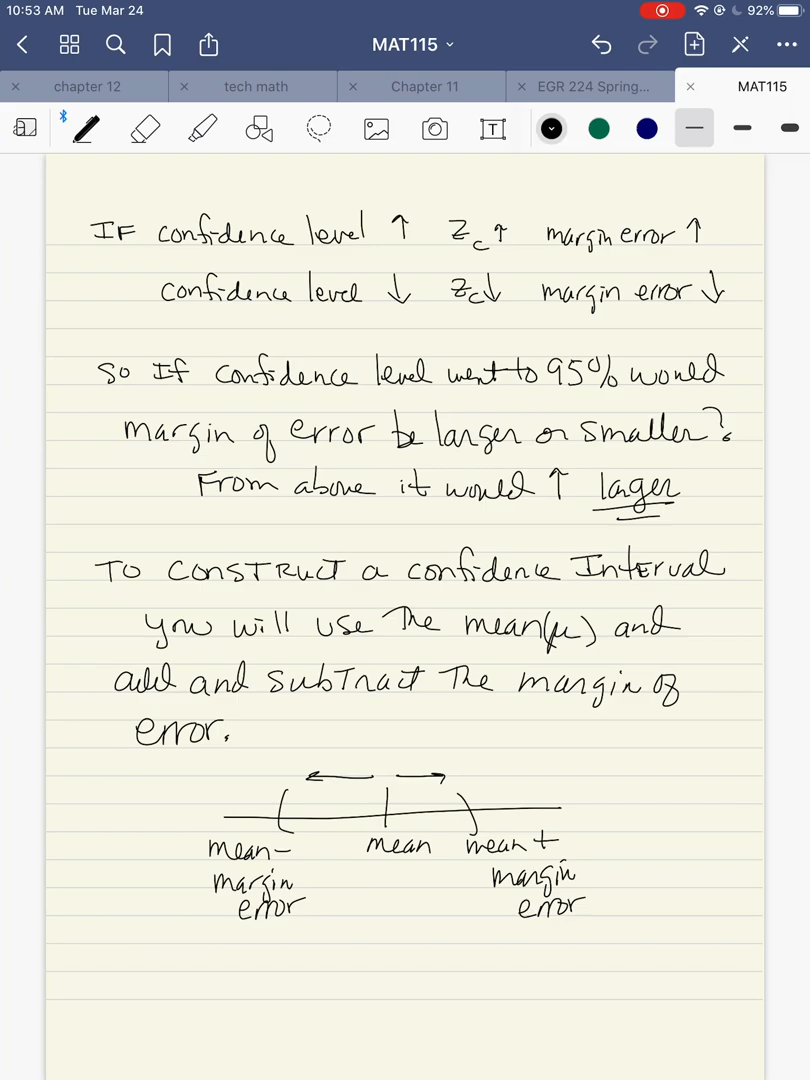 10:53 AM Tue Mar 24
92%
MAT115
chapter 12
tech math
Chapter 11
EGR 224 Spring...
MAT115
T
IF confidence level ↑ Zc ↑ margin error ↑
confidence level ↓ Zc ↓ margin error ↓
so If confidence level went to 95% would
margin of error be larger or smaller?
From above it would ↑ lager
To CONSTRUCT a confidence Interval
you will use The mean(μ) and
add and subTract The margin of
error.
mean- mean mean +
margin margin
error error